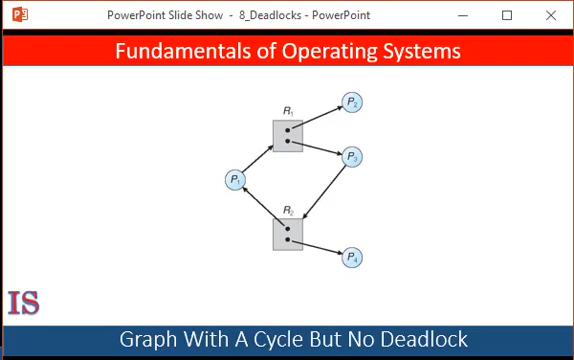 PowerPoint Slide Show - 8_Deadlocks - PowerPoint
Fundamentals of Operating Systems
R1
P2
P3
P1
R2
P4
IS
Graph With A Cycle But No Deadlock